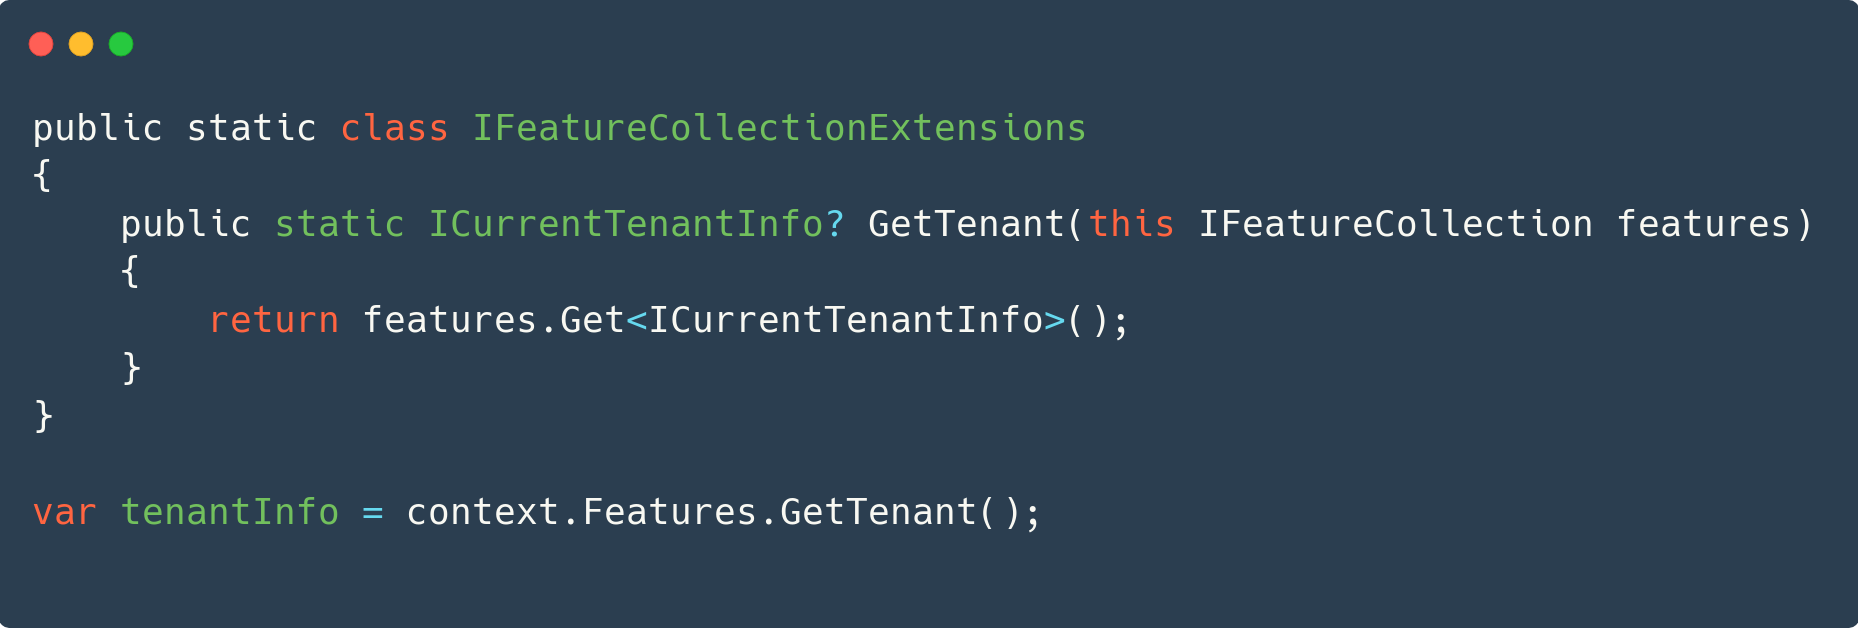 public static class IFeatureCollectionExtensions
{
    public static ICurrentTenantInfo? GetTenant(this IFeatureCollection features)
    {
        return features.Get<ICurrentTenantInfo>();
    }
}

var tenantInfo = context.Features.GetTenant();